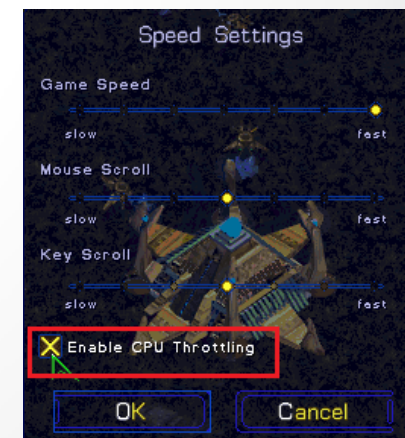 Speed Settings
Game Speed
slow fast
Mouse Scroll
slow fast
Key Scroll
slow fast
Enable CPU Throttling
OK Cancel